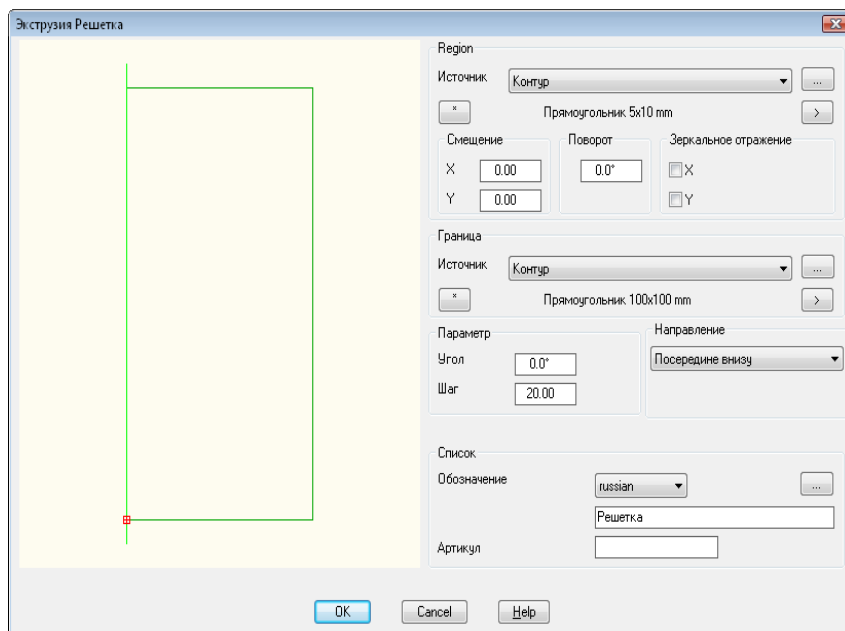 Экструзия Решетка
Region
Источник
Контур
...
*
Прямоугольник 5x10 mm
>
Смещение
X
0.00
Y
0.00
Поворот
0.0°
Зеркальное отражение
X
Y
Граница
Источник
Контур
...
*
Прямоугольник 100x100 mm
>
Параметр
Угол
0.0°
Шаг
20.00
Направление
Посередине внизу
Список
Обозначение
russian
...
Решетка
Артикул
OK
Cancel
Help